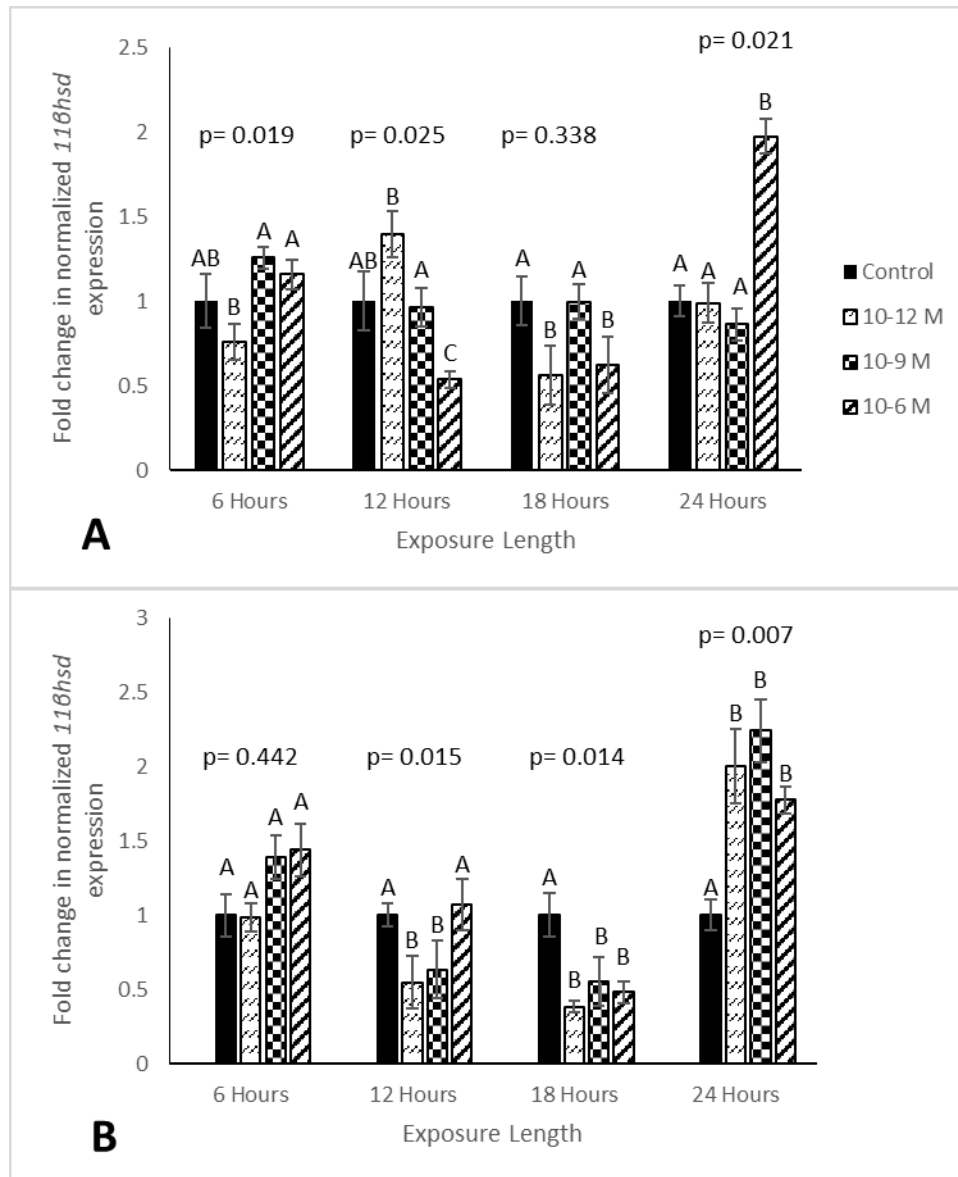 p= 0.021
2.5
2
1.5
1
0.5
0
Fold change in normalized 11ϐhsd
expression
p= 0.019
p= 0.025
p= 0.338
AB
B
A
A
AB
B
A
C
A
B
A
B
A
A
A
B
Control
10-12 M
10-9 M
10-6 M
6 Hours
12 Hours
18 Hours
24 Hours
Exposure Length
A
3
2.5
2
1.5
1
0.5
0
Fold change in normalized 11ϐhsd
expression
p= 0.442
p= 0.015
p= 0.014
p= 0.007
A
A
A
A
A
B
B
A
A
B
B
B
A
B
B
B
6 Hours
12 Hours
18 Hours
24 Hours
Exposure Length
B